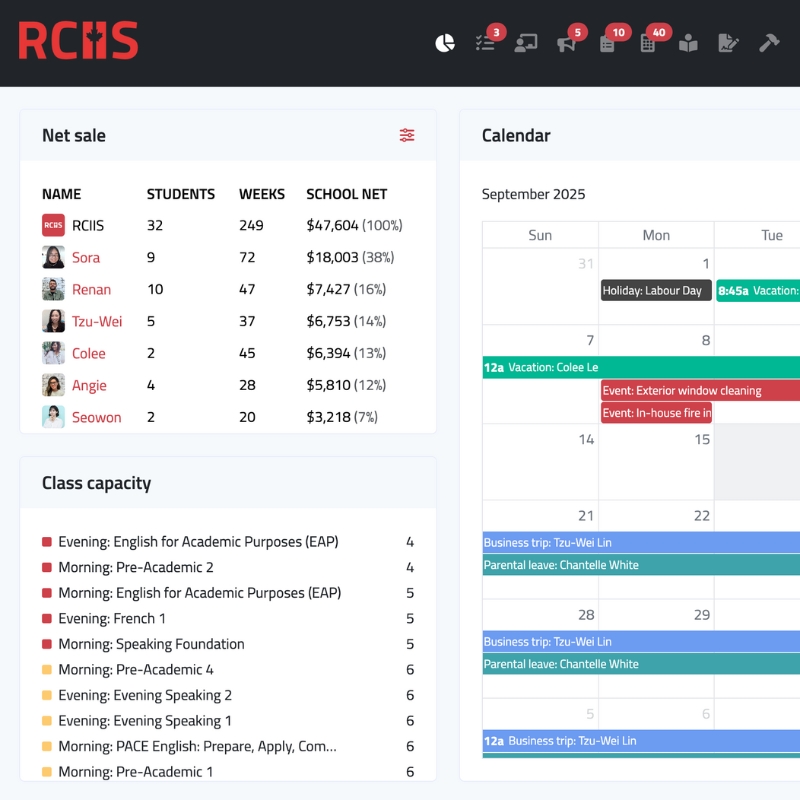 RCIIS
3
5
10
40
Net sale
NAME STUDENTS WEEKS SCHOOL NET
RCIIS RCIIS 32 249 $47,604 (100%)
Sora 9 72 $18,003 (38%)
Renan 10 47 $7,427 (16%)
Tzu-Wei 5 37 $6,753 (14%)
Colee 2 45 $6,394 (13%)
Angie 4 28 $5,810 (12%)
Seowon 2 20 $3,218 (7%)
Class capacity
Evening: English for Academic Purposes (EAP) 4
Morning: Pre-Academic 2 4
Morning: English for Academic Purposes (EAP) 5
Evening: French 1 5
Morning: Speaking Foundation 5
Morning: Pre-Academic 4 6
Evening: Evening Speaking 2 6
Evening: Evening Speaking 1 6
Morning: PACE English: Prepare, Apply, Com... 6
Morning: Pre-Academic 1 6
Calendar
September 2025
Sun Mon Tue
31 1
Holiday: Labour Day 8:45a Vacation:
7 8
12a Vacation: Colee Le
Event: Exterior window cleaning
Event: In-house fire in
14 15
21 22
Business trip: Tzu-Wei Lin
Parental leave: Chantelle White
28 29
Business trip: Tzu-Wei Lin
Parental leave: Chantelle White
5 6
12a Business trip: Tzu-Wei Lin